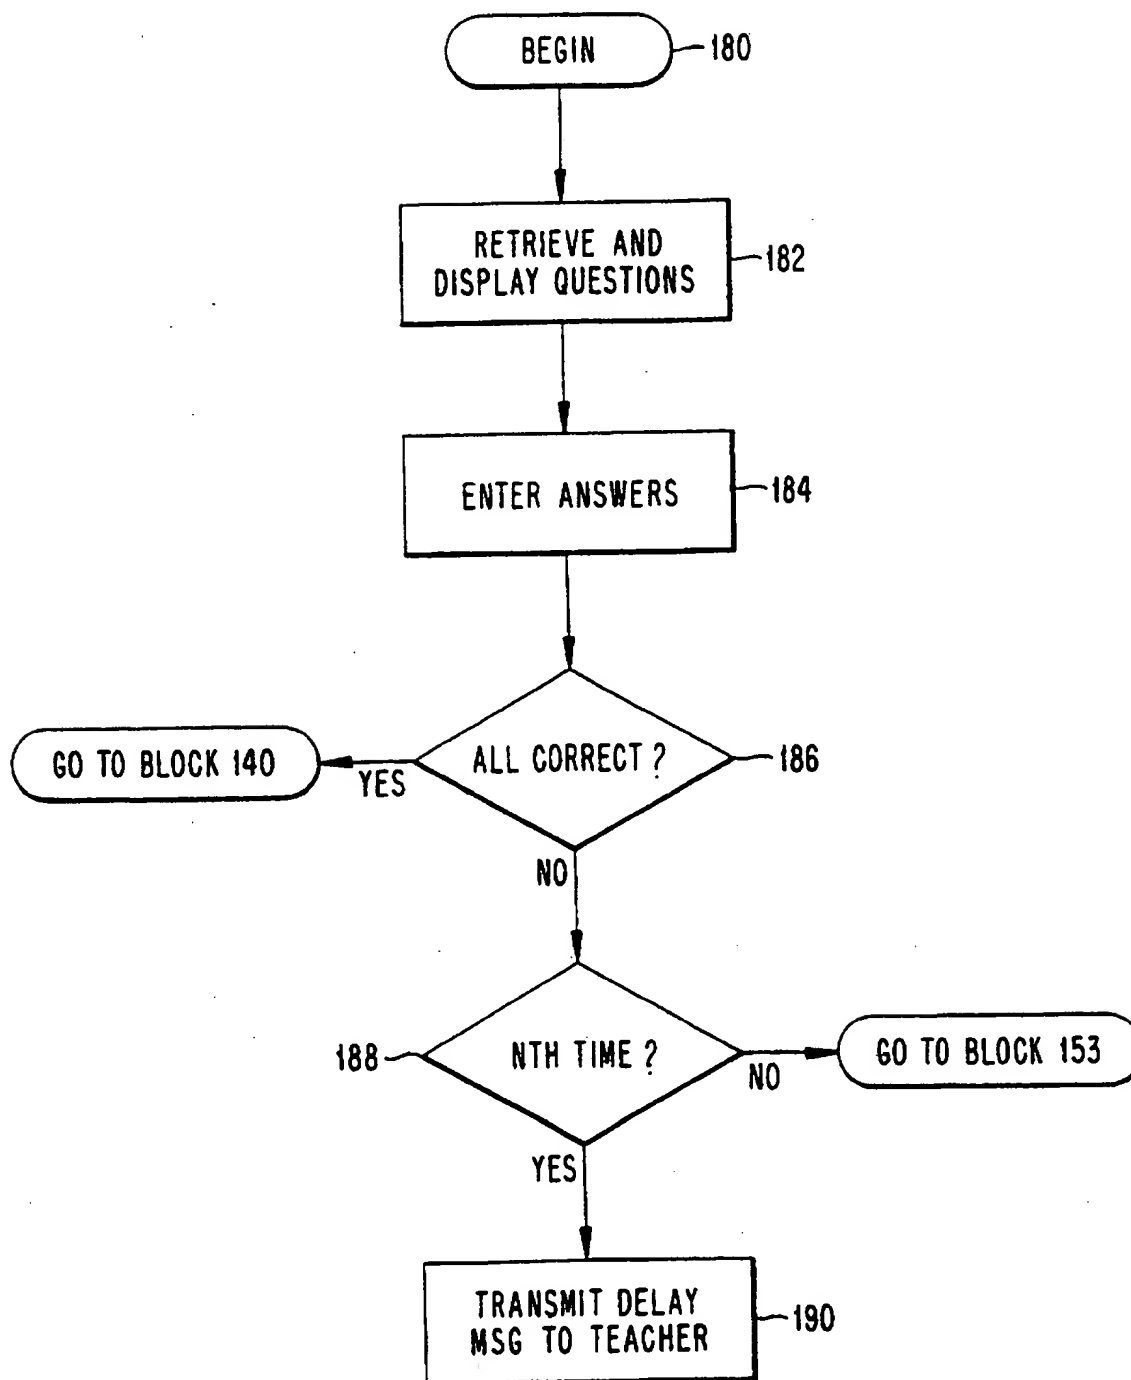 BEGIN
180
RETRIEVE AND
DISPLAY QUESTIONS
182
ENTER ANSWERS
184
ALL CORRECT?
186
YES
GO TO BLOCK 140
NO
NTH TIME?
188
NO
GO TO BLOCK 153
YES
TRANSMIT DELAY
MSG TO TEACHER
190